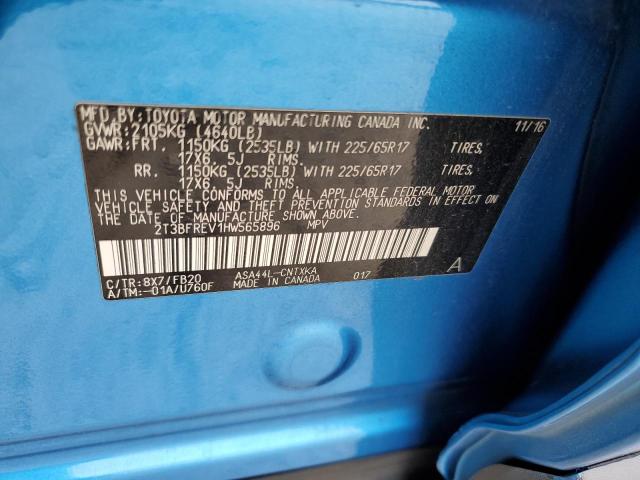 MFD.BY:TOYOTA MOTOR MANUFACTURING CANADA INC. 11/16
GVWR:2105KG (4640LB)
GAWR:FRT. 1150KG (2535LB) WITH 225/65R17 TIRES,
17X6.5J RIMS,
RR. 1150KG (2535LB) WITH 225/65R17 TIRES,
17X6.5J RIMS,
THIS VEHICLE CONFORMS TO ALL APPLICABLE FEDERAL MOTOR
VEHICLE SAFETY AND THEFT PREVENTION STANDARDS IN EFFECT ON
THE DATE OF MANUFACTURE SHOWN ABOVE.
2T3BFREV1HW565896 MPV
C/TR:8X7/FB20 ASA44L-CNTXKA 017 A
A/TM:-01A/U760F MADE IN CANADA